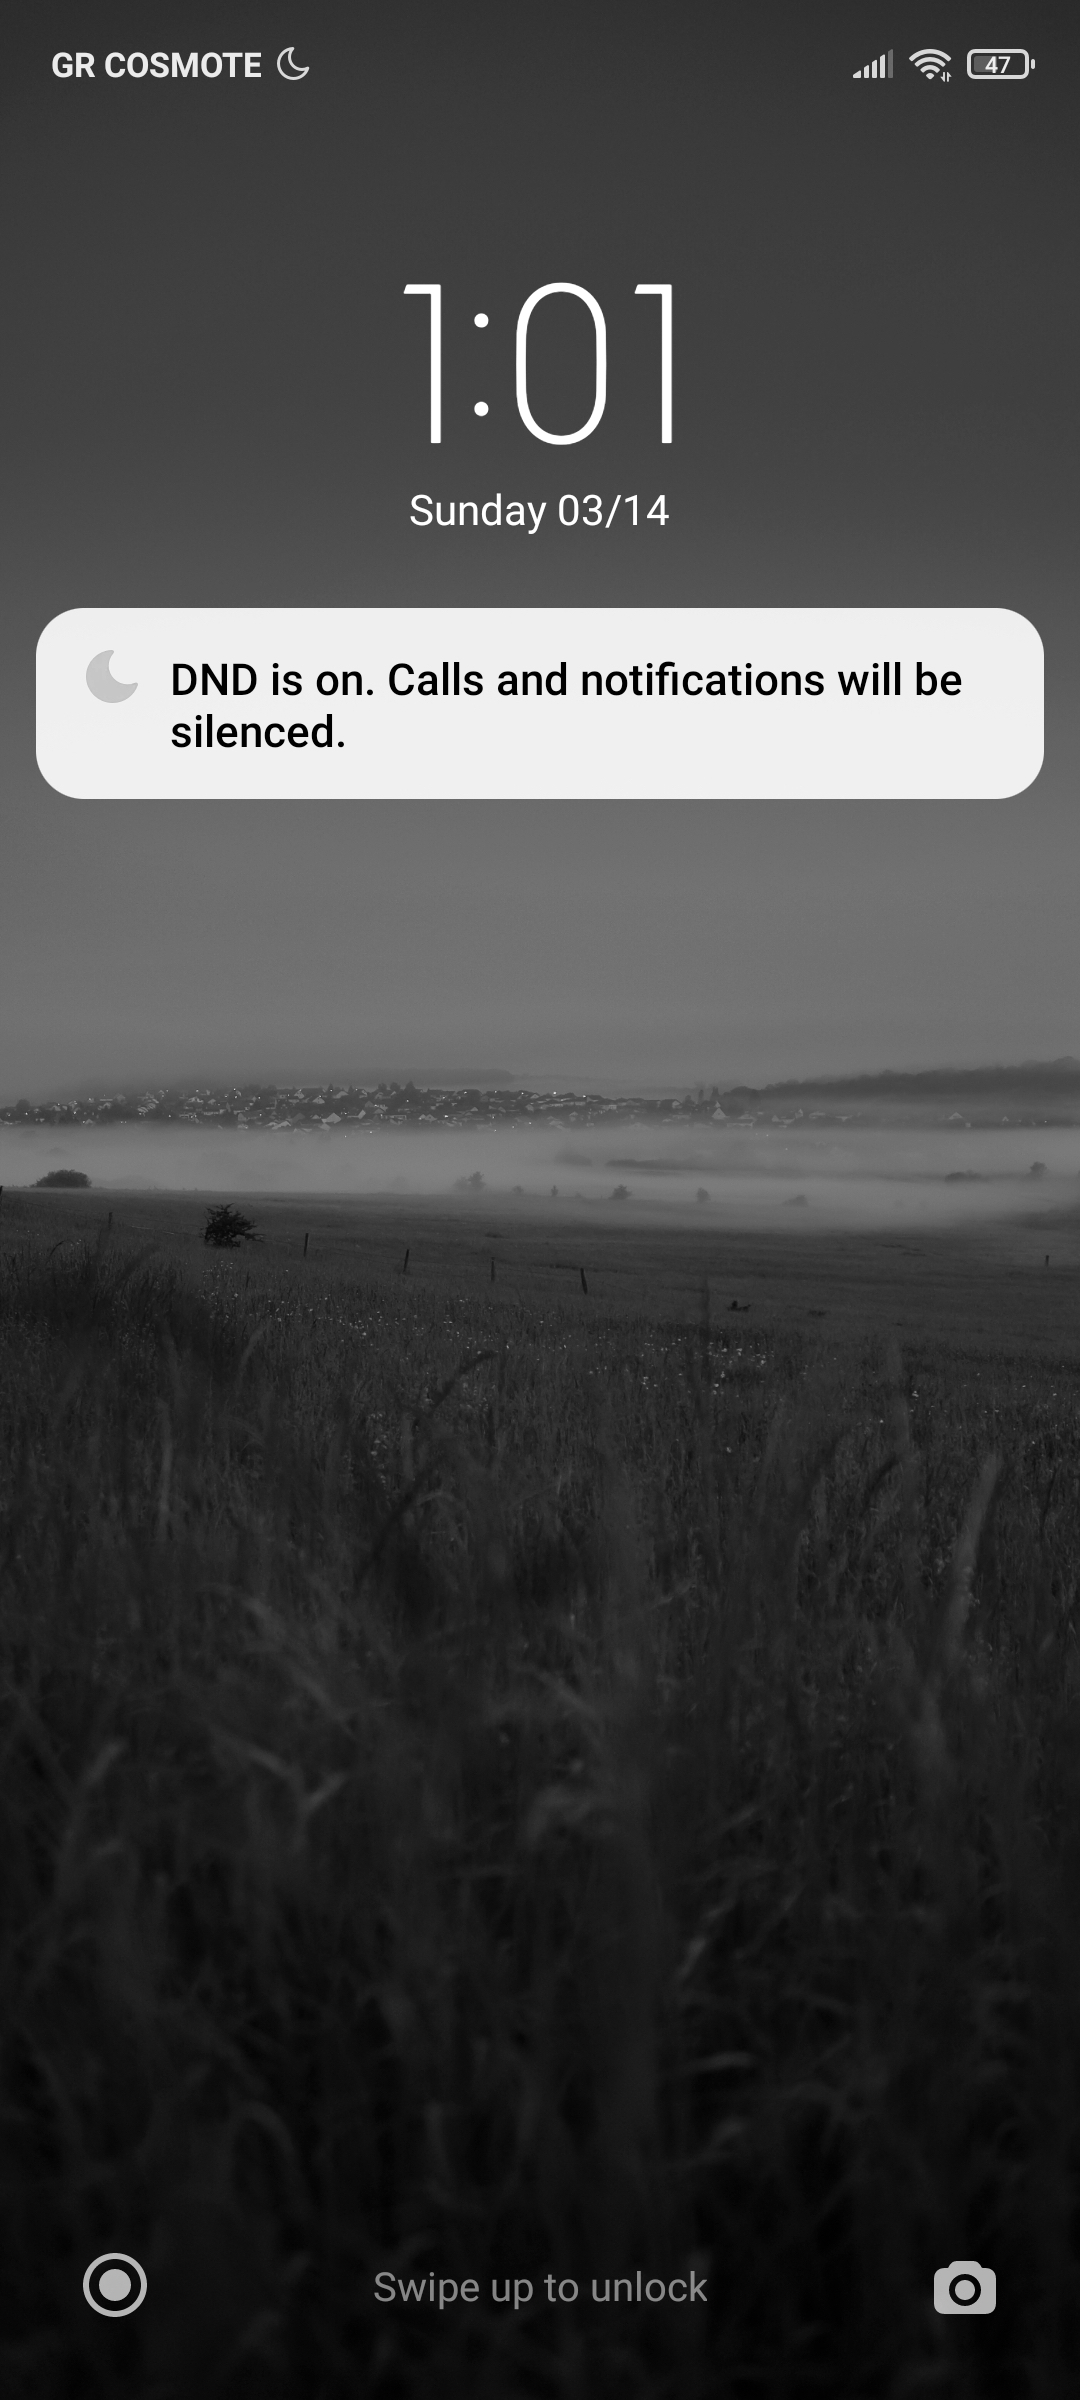 GR COSMOTE
47
1:01
Sunday 03/14
DND is on. Calls and notifications will be
silenced.
Swipe up to unlock